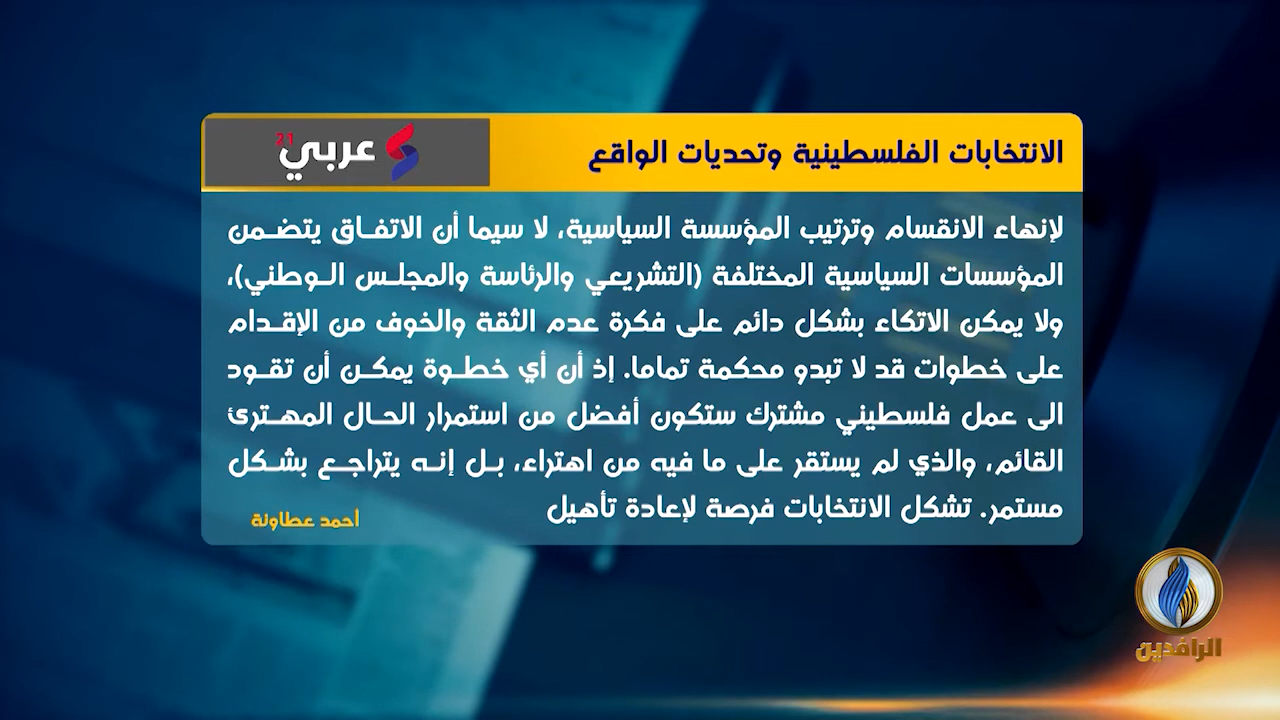 الانتخابات الفلسطينية وتحديات الواقع
عربي 21
لإنهاء الانقسام وترتيب المؤسسة السياسية، لا سيما أن الاتفاق يتضمن
المؤسسات السياسية المختلفة (التشريعي والرئاسة والمجلس الوطني)،
ولا يمكن الاتكاء بشكل دائم على فكرة عدم الثقة والخوف من الإقدام
على خطوات قد لا تبدو محكمة تماما. إذ أن أي خطوة يمكن أن تقود
الى عمل فلسطيني مشترك ستكون أفضل من استمرار الحال المهترئ
القائم، والذي لم يستقر على ما فيه من اهتراء، بل إنه يتراجع بشكل
مستمر. تشكل الانتخابات فرصة لإعادة تأهيل
أحمد عطاونة
الرافدين